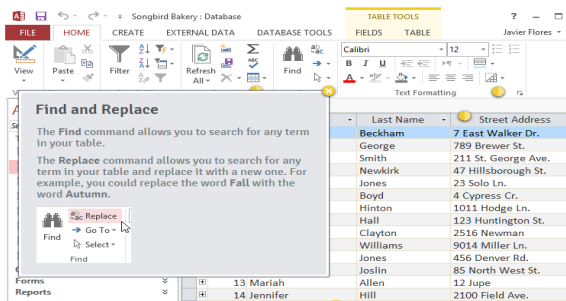 Songbird Bakery : Database
TABLE TOOLS
FILE HOME CREATE EXTERNAL DATA DATABASE TOOLS FIELDS TABLE Javier Flores
View Paste Filter Refresh All Find
Calibri 12
B I U
Text Formatting
Find and Replace
The Find command allows you to search for any term
in your table.
The Replace command allows you to search for any
term in your table and replace it with a new one. For
example, you could replace the word Fall with the
word Autumn.
Find
Replace
Go To
Select
Find
Forms
Reports
Last Name Street Address
Beckham 7 East Walker Dr.
George 789 Brewer St.
Smith 211 St. George Ave.
Newkirk 47 Hillsborough St.
Jones 23 Solo Ln.
Boyd 4 Cypress Cr.
Hinton 1011 Hodge Ln.
Hall 123 Huntington St.
Clayton 2516 Newman
Williams 9014 Miller Ln.
Jones 456 Denver Rd.
Joslin 85 North West St.
13 Mariah Allen 12 Jupe
14 Jennifer Hill 2100 Field Ave.